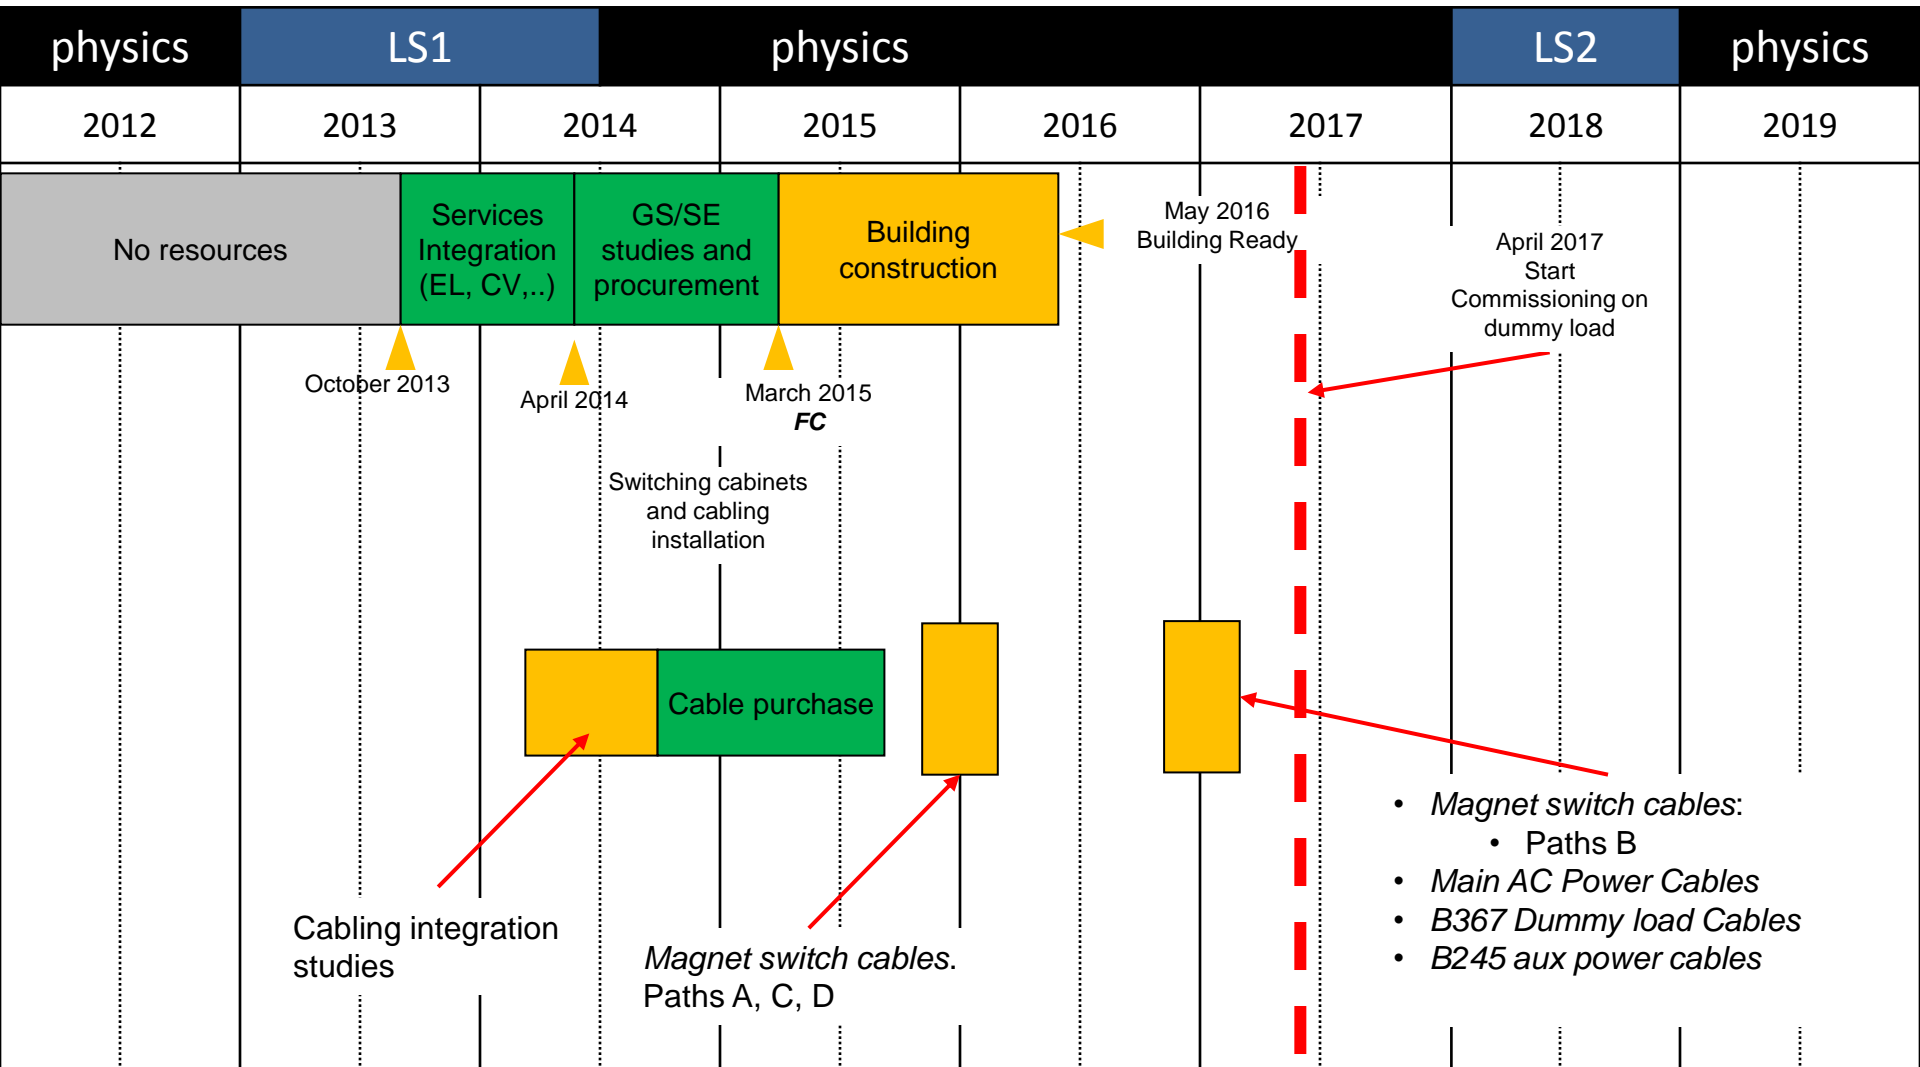 physics LS1 physics LS2 physics
2012 2013 2014 2015 2016 2017 2018 2019
No resources
Services
Integration
(EL, CV,..)
GS/SE
studies and
procurement
Building
construction
May 2016
Building Ready
April 2017
Start
Commissioning on
dummy load
October 2013
April 2014
March 2015
FC
Switching cabinets
and cabling
installation
Cable purchase
Cabling integration
studies
Magnet switch cables.
Paths A, C, D
• Magnet switch cables:
• Paths B
• Main AC Power Cables
• B367 Dummy load Cables
• B245 aux power cables